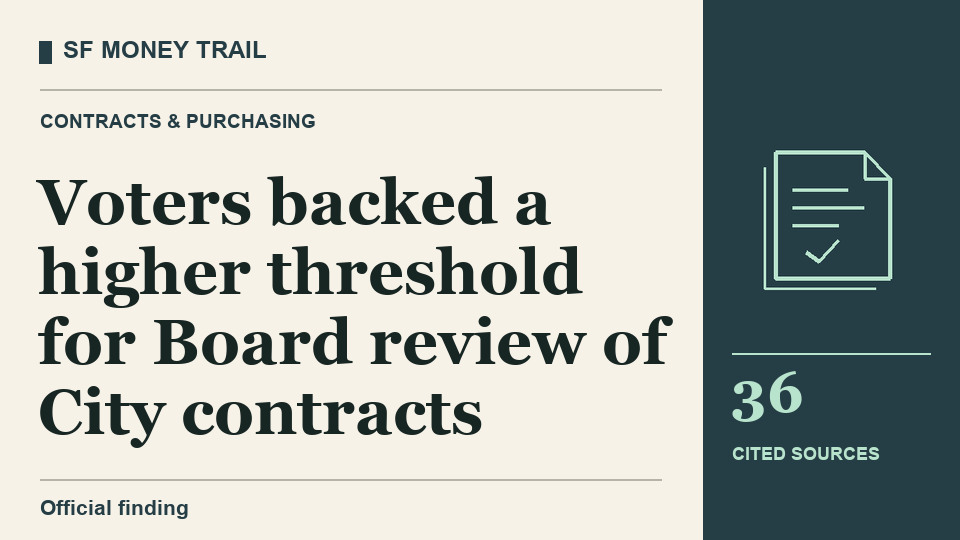 SF MONEY TRAIL
CONTRACTS & PURCHASING
Voters backed a
higher threshold
for Board review of
City contracts
Official finding
36
CITED SOURCES